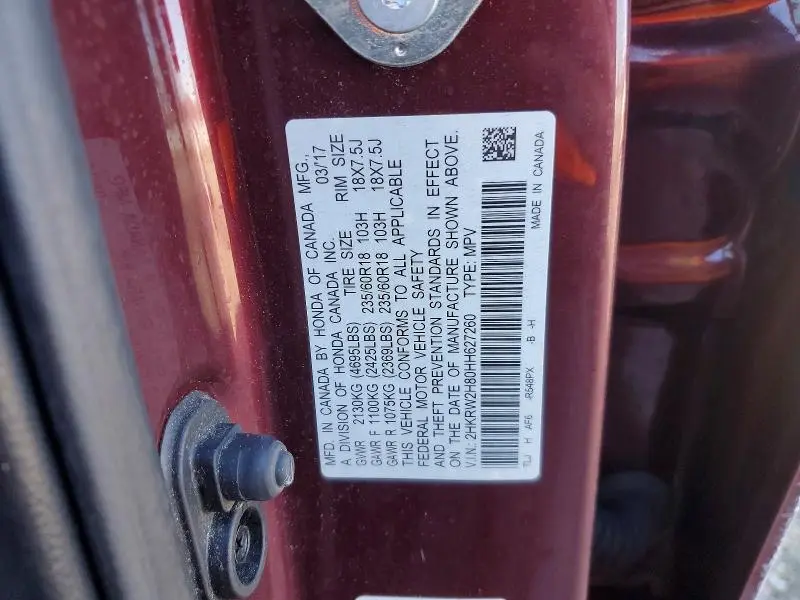 MFD. IN CANADA BY HONDA OF CANADA MFG.,
A DIVISION OF HONDA CANADA INC. 03/'17
TIRE SIZE RIM SIZE
GVWR 2130KG (4695LBS)
GAWR F 1100KG (2425LBS) 235/60R18 103H 18X7.5J
GAWR R 1075KG (2369LBS) 235/60R18 103H 18X7.5J
THIS VEHICLE CONFORMS TO ALL APPLICABLE
FEDERAL MOTOR VEHICLE SAFETY
AND THEFT PREVENTION STANDARDS IN EFFECT
ON THE DATE OF MANUFACTURE SHOWN ABOVE.
V.I.N.: 2HKRW2H80HH627260 TYPE: MPV
TLJ H AF6 -R548PX -B -H
MADE IN CANADA